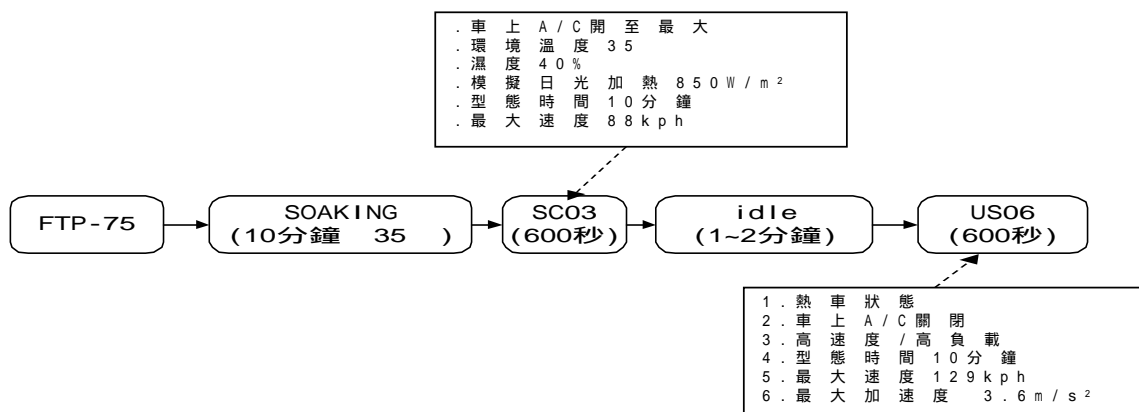 .車上A/C開至最大
.環境溫度35
.濕度40%
.模擬日光加熱850W/m²
.型態時間10分鐘
.最大速度88kph
FTP-75
SOAKING
(10分鐘 35 )
SC03
(600秒)
idle
(1~2分鐘)
US06
(600秒)
1.熱車狀態
2.車上A/C關閉
3.高速度/高負載
4.型態時間10分鐘
5.最大速度129kph
6.最大加速度 3.6m/s²